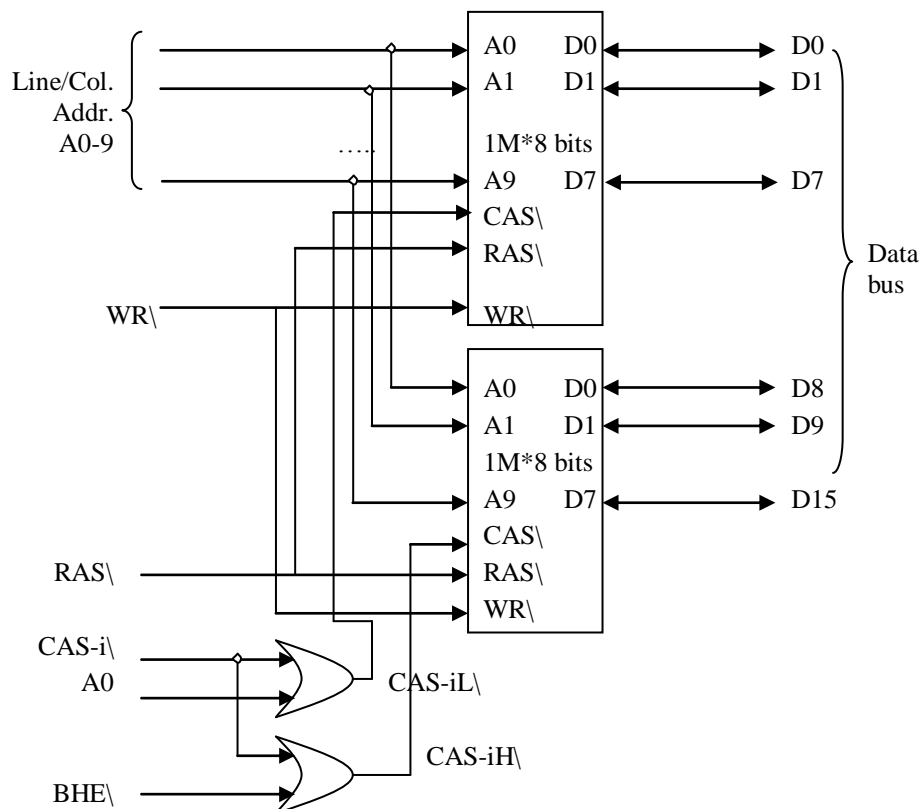 Line/Col.
Addr.
A0-9
…..
WR\
A0 D0
A1 D1
1M*8 bits
A9 D7
CAS\
RAS\
WR\
D0
D1
D7
Data
bus
A0 D0
A1 D1
1M*8 bits
A9 D7
CAS\
RAS\
WR\
D8
D9
D15
RAS\
CAS-i\
A0
CAS-iL\
CAS-iH\
BHE\